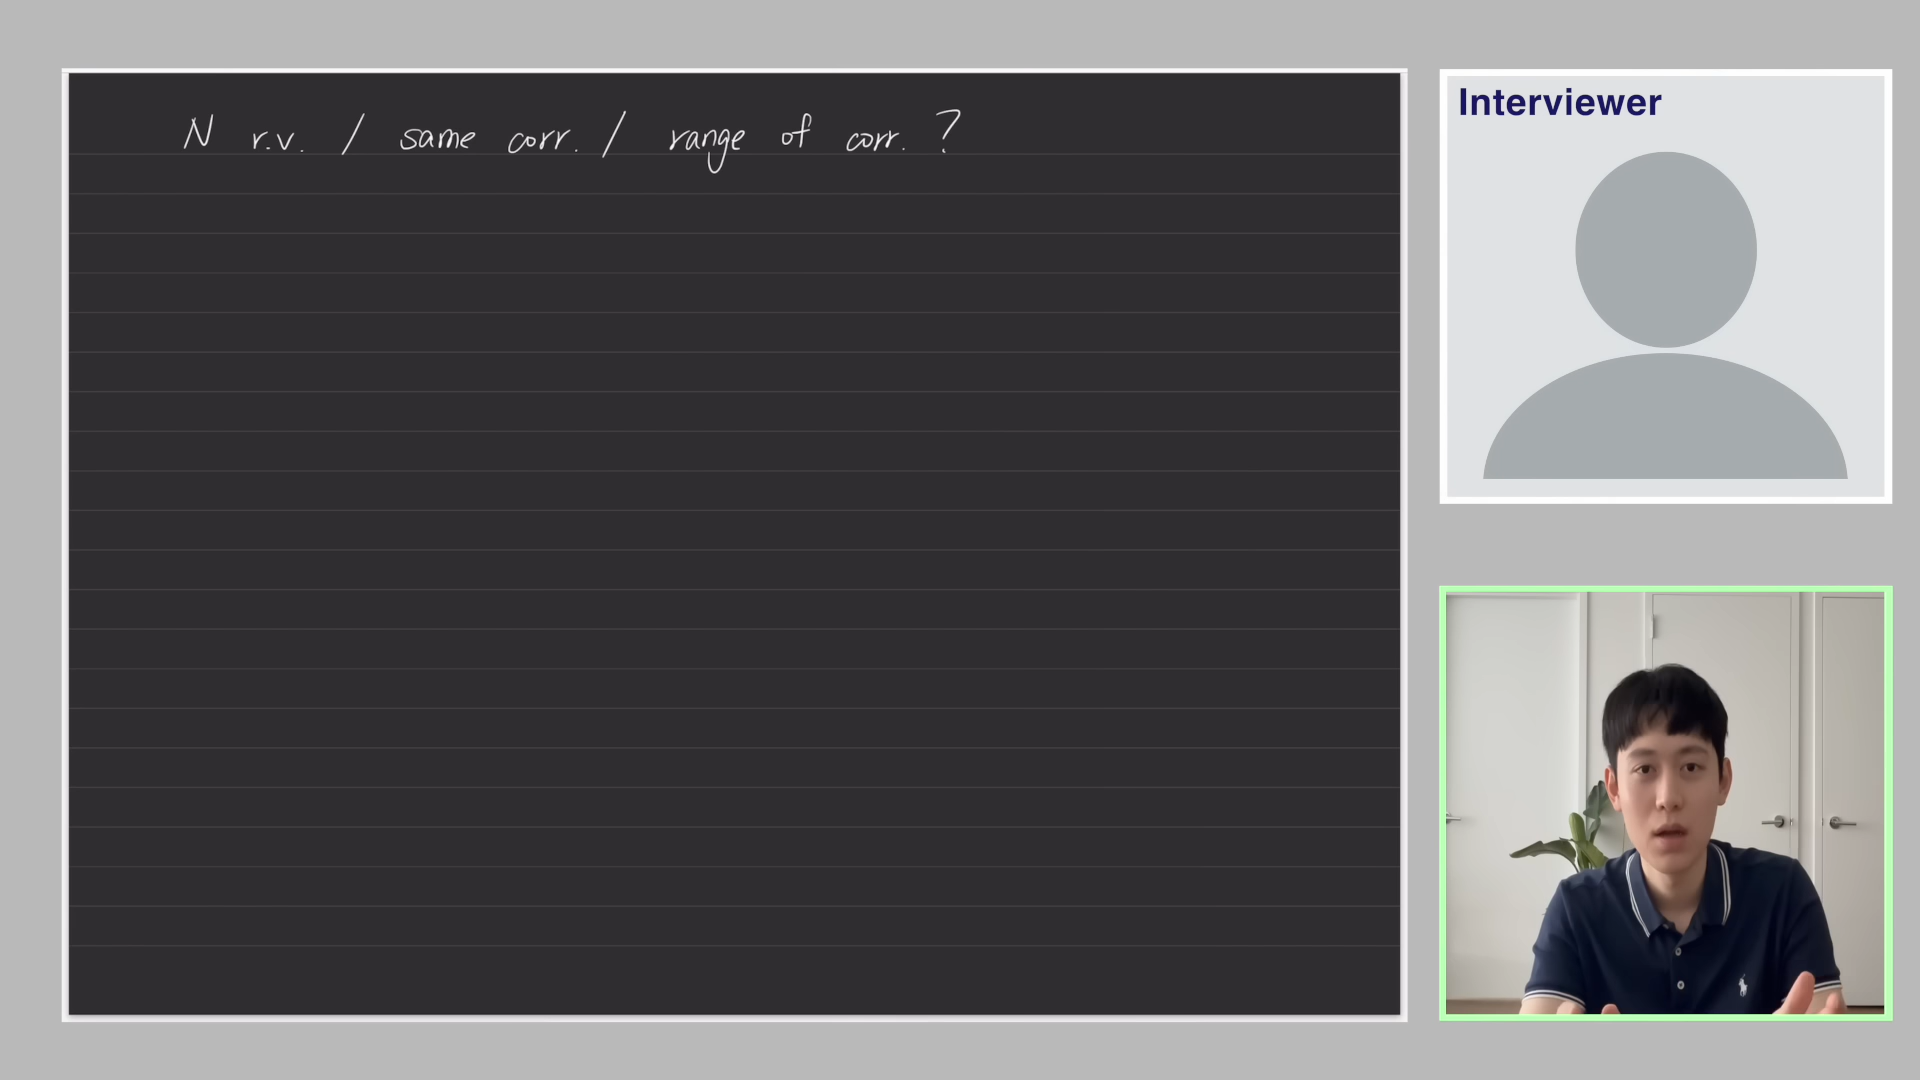 N r.v. / same corr. / range of corr. ?
Interviewer